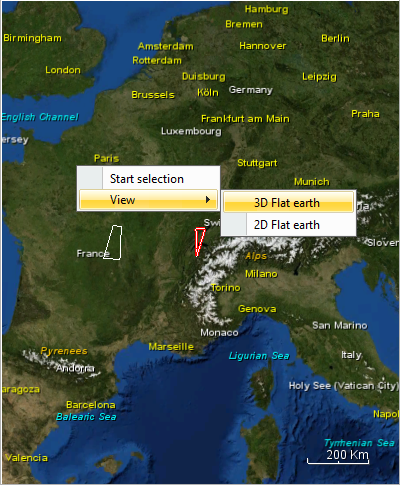 Hamburg
Bremen
Birmingham
Amsterdam
Hannover
Berlin
Rotterdam
London
Duisburg
Leipzig
Brussels
Köln
Germany
English Channel
Frankfurt am Main
Praha
ersey
Luxembourg
Paris
Stuttgart
Munich
Start selection
View
3D Flat earth
2D Flat earth
Swi
a
Sloven
France
Alps
Milano
Torino
Genova
Monaco
San Marino
Marseille
Pyrenees
Ligurian Sea
Italy
Andorra
aragoza
Holy See (Vatican City)
Barcelona
Balearic Sea
Napol
Valencia
Tyrrhenian Sea
200 Km